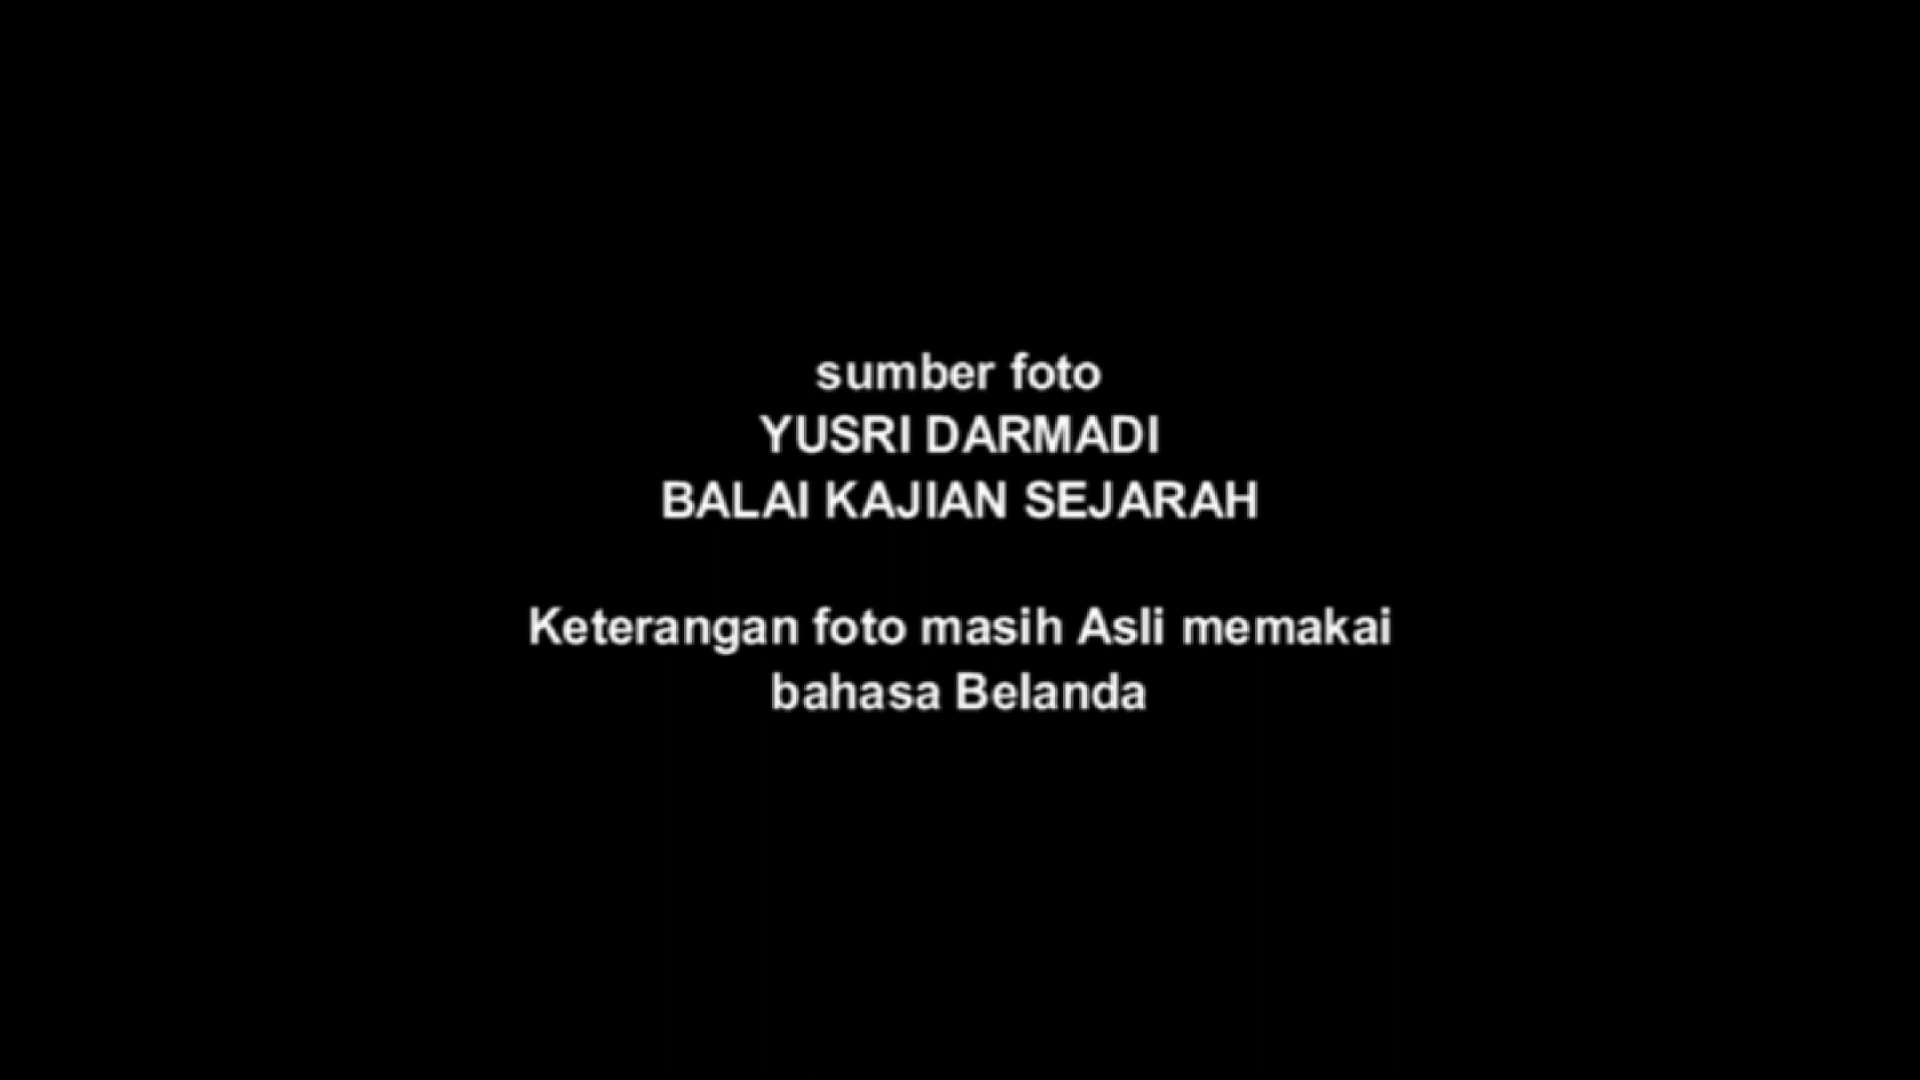 sumber foto
YUSRI DARMADI
BALAI KAJIAN SEJARAH
Keterangan foto masih Asli memakai
bahasa Belanda